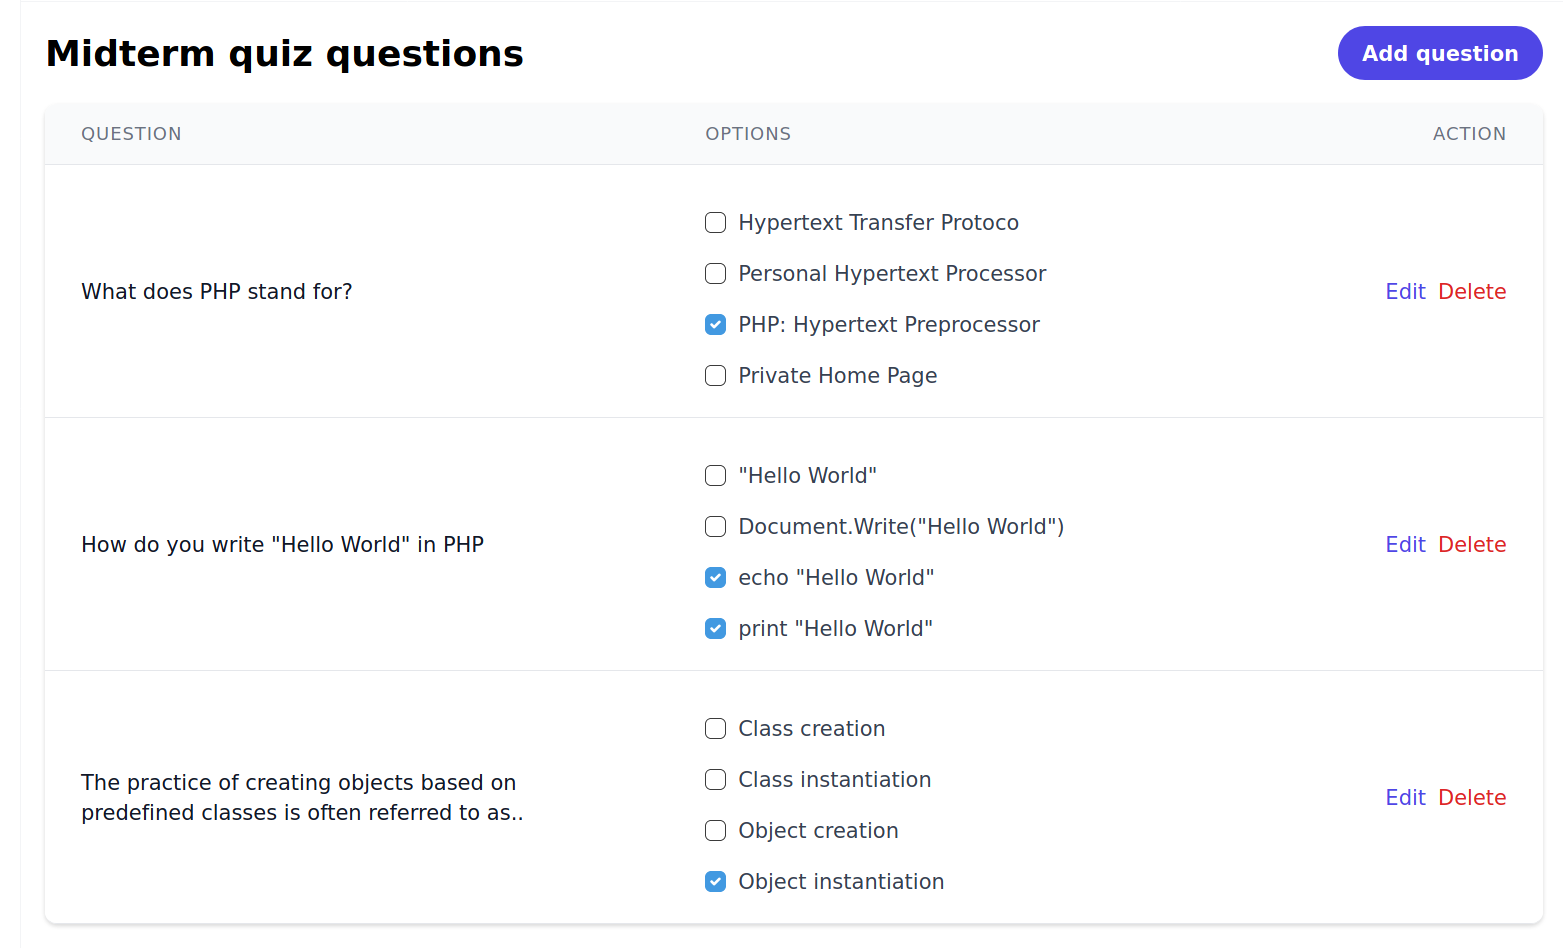 Midterm quiz questions
Add question
QUESTION
OPTIONS
ACTION
What does PHP stand for?
Hypertext Transfer Protoco
Personal Hypertext Processor
PHP: Hypertext Preprocessor
Private Home Page
Edit Delete
How do you write "Hello World" in PHP
"Hello World"
Document.Write("Hello World")
echo "Hello World"
print "Hello World"
Edit Delete
The practice of creating objects based on
predefined classes is often referred to as..
Class creation
Class instantiation
Object creation
Object instantiation
Edit Delete